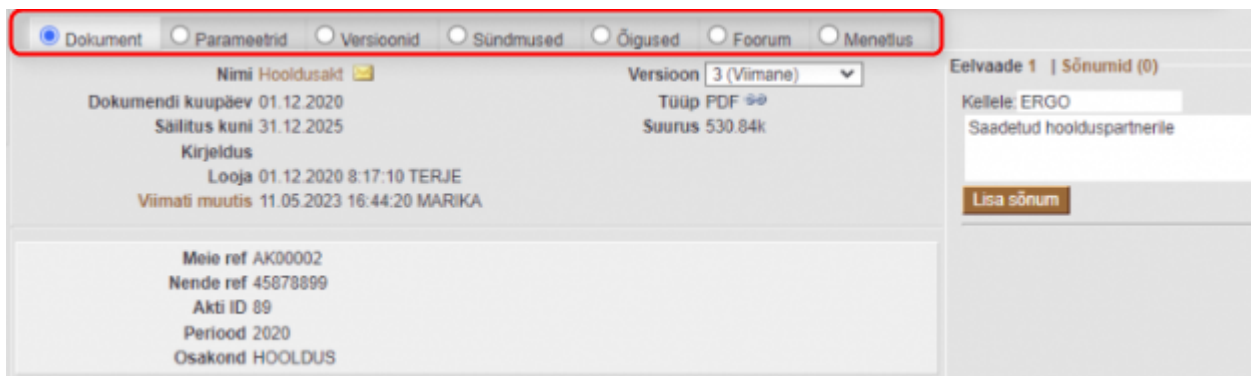 Dokument Parameetrid Versioonid Sündmused Õigused Foorum Menetlus
Nimi Hooldusakt
Dokumendi kuupäev 01.12.2020
Säilitus kuni 31.12.2025
Kirjeldus
Looja 01.12.2020 8:17:10 TERJE
Viimati muutis 11.05.2023 16:44:20 MARIKA
Versioon 3 (Viimane)
Tüüp PDF
Suurus 530.84k
Eelvaade 1 | Sõnumid (0)
Kellele: ERGO
Saadetud hoolduspartnerile
Lisa sõnum
Meie ref AK00002
Nende ref 45878899
Akti ID 89
Periood 2020
Osakond HOOLDUS